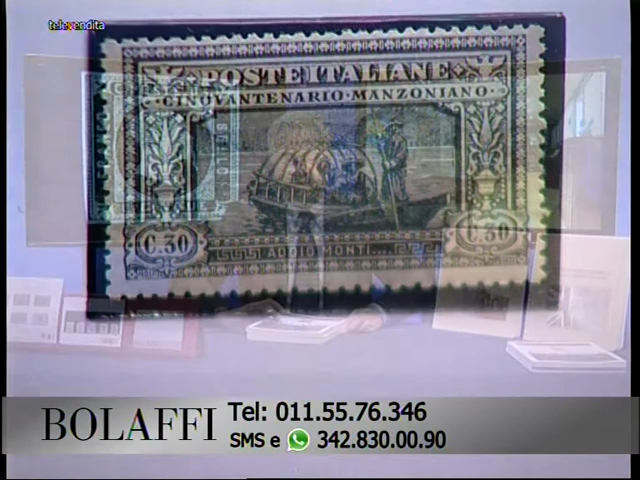 televendita
POSTE ITALIANE
CINQVANTENARIO · MANZONIANO
C.30
C.30
ADDIO MONTI....
BOLAFFI
Tel: 011.55.76.346
SMS e 342.830.00.90